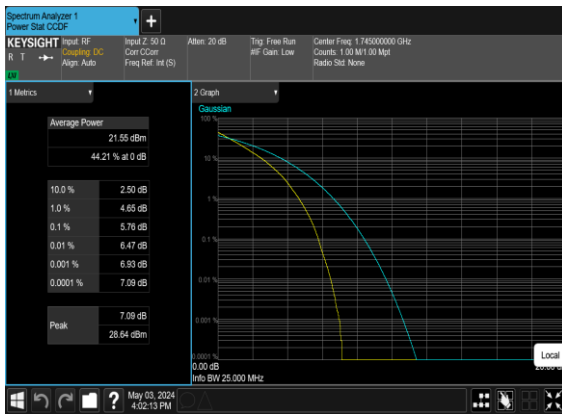 Spectrum Analyzer 1
Power Stat CCDF
+
KEYSIGHT
R T
LXI
Input: RF
Coupling: DC
Align: Auto
Input Z: 50 Ω
Corr CCorr
Freq Ref: Int (S)
Atten: 20 dB
Trig: Free Run
#IF Gain: Low
Center Freq: 1.745000000 GHz
Counts: 1.00 M/1.00 Mpt
Radio Std: None
1 Metrics
Average Power
21.55 dBm
44.21 % at 0 dB
10.0 % 2.50 dB
1.0 % 4.65 dB
0.1 % 5.76 dB
0.01 % 6.47 dB
0.001 % 6.93 dB
0.0001 % 7.09 dB
Peak
7.09 dB
28.64 dBm
2 Graph
Gaussian
100 %
10 %
1 %
0.1 %
0.01 %
0.001 %
0.0001 %
0.00 dB
Info BW 25.000 MHz
Local
?
May 03, 2024
4:02:13 PM